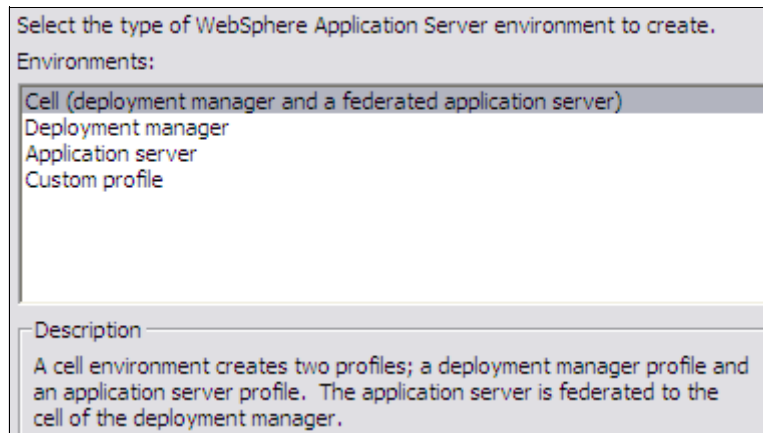 Select the type of WebSphere Application Server environment to create.
Environments:
Cell (deployment manager and a federated application server)
Deployment manager
Application server
Custom profile
Description
A cell environment creates two profiles; a deployment manager profile and
an application server profile.  The application server is federated to the
cell of the deployment manager.